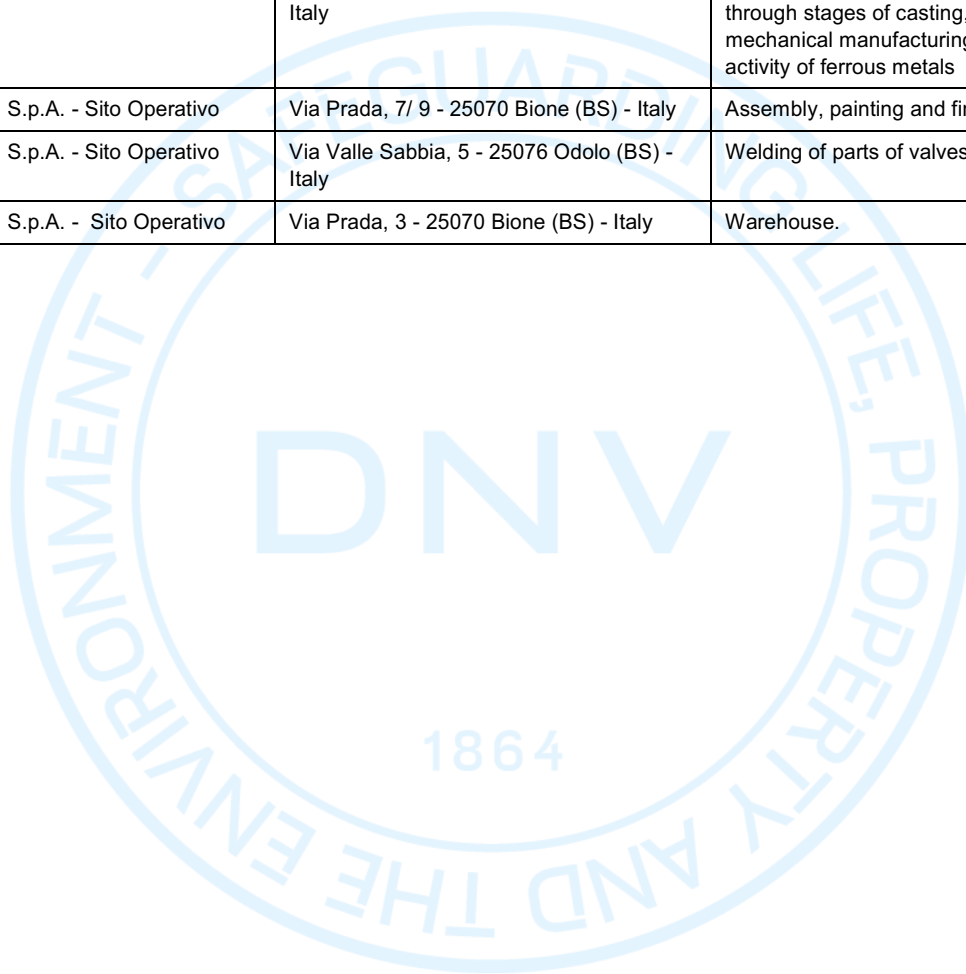 Italy
through stages of casting,
mechanical manufacturing
activity of ferrous metals
S.p.A. - Sito Operativo
Via Prada, 7/ 9 - 25070 Bione (BS) - Italy
Assembly, painting and
S.p.A. - Sito Operativo
Via Valle Sabbia, 5 - 25076 Odolo (BS) -
Italy
Welding of parts of valves
S.p.A. - Sito Operativo
Via Prada, 3 - 25070 Bione (BS) - Italy
Warehouse.
SAFEGUARDING LIFE, PROPERTY AND THE ENVIRONMENT -
DNV
1864